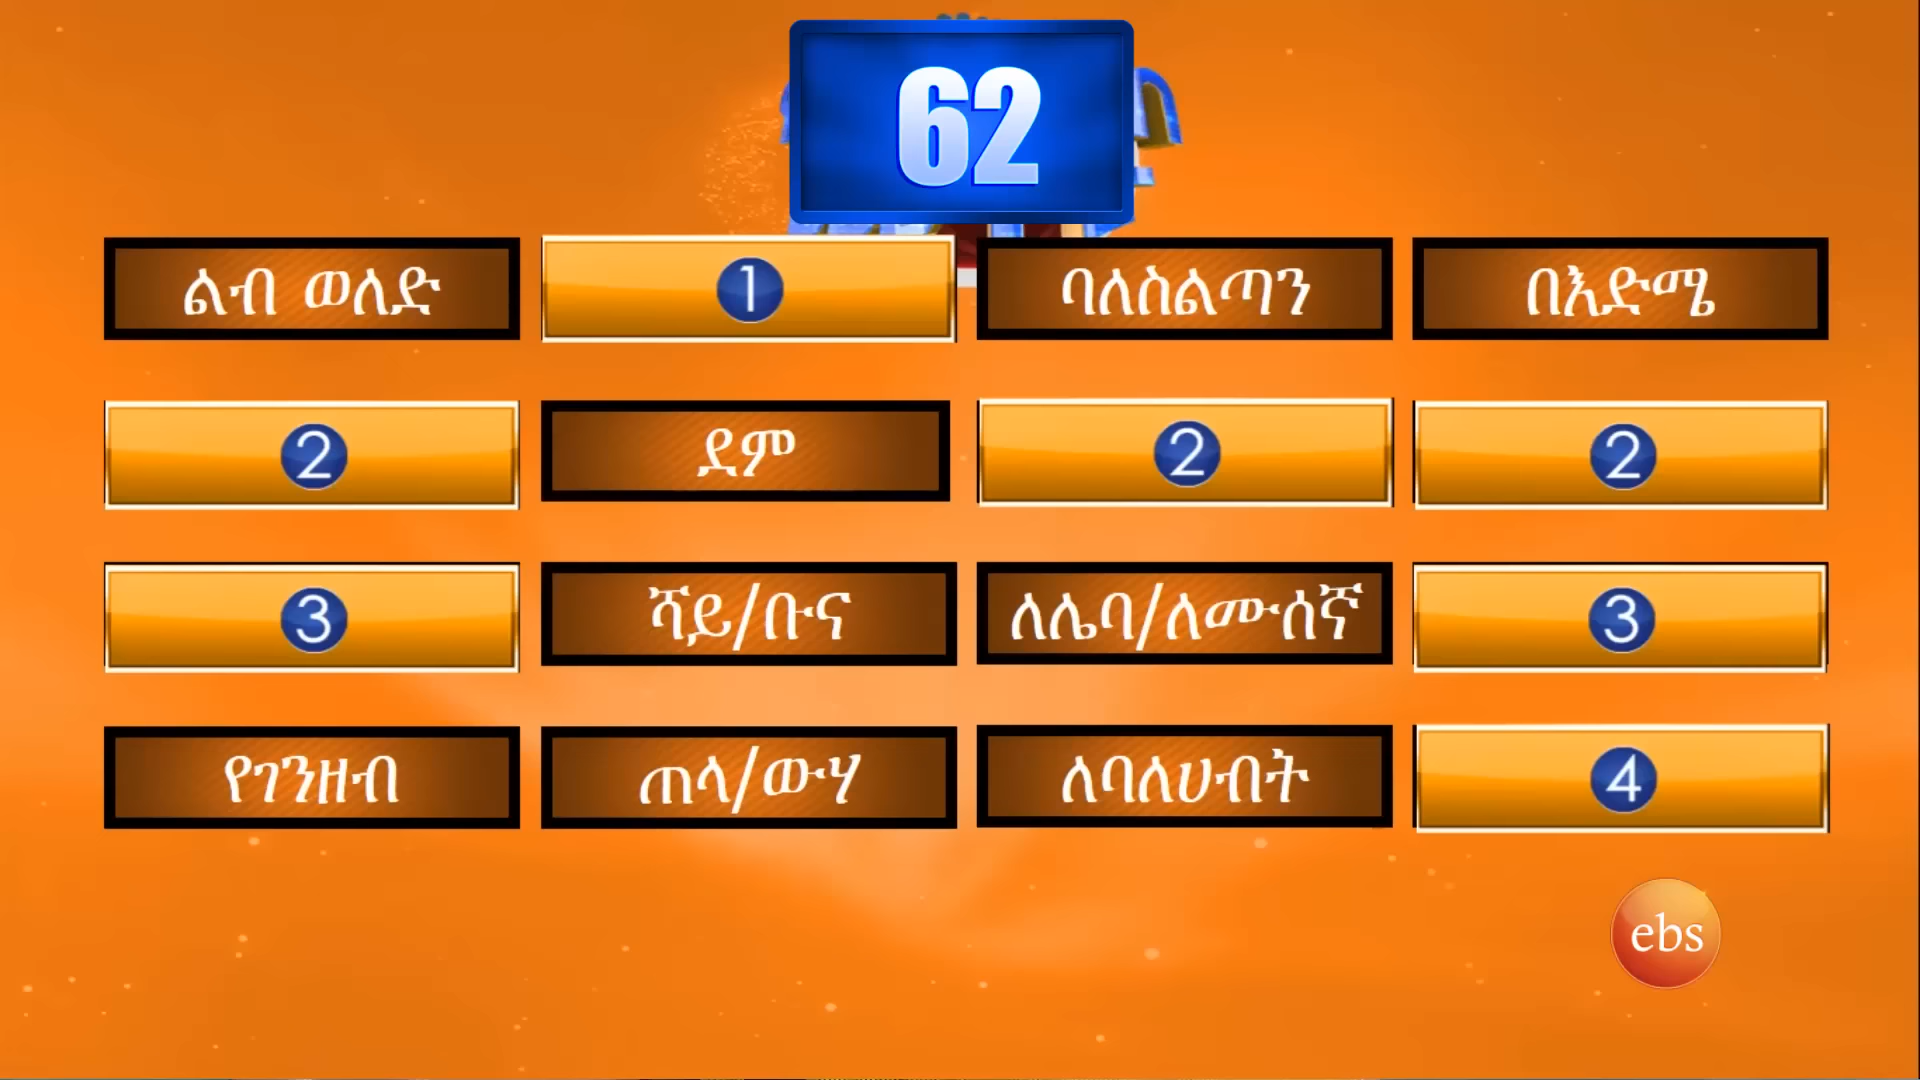 62
ልብ ወለድ 1 ባለስልጣን በእድሜ
2 ደም 2 2
3 ሻይ/ቡና ለሌባ/ለሙሰኛ 3
የገንዘብ ጠላ/ውሃ ለባለሀብት 4
ebs